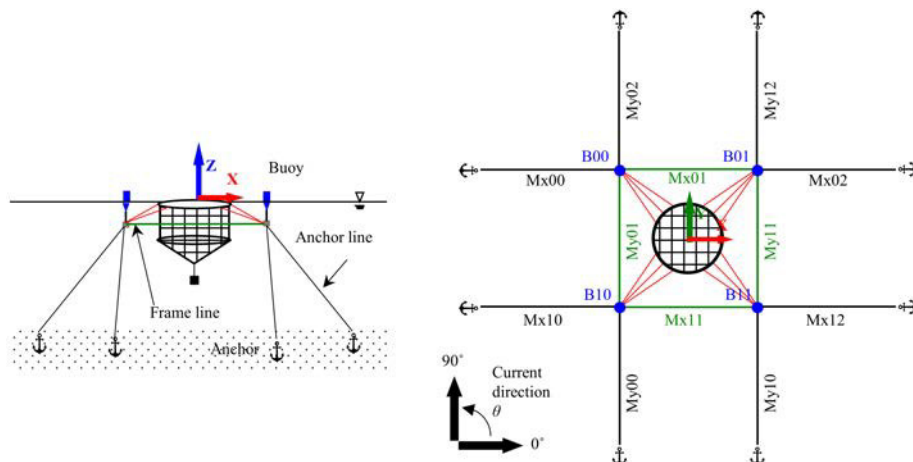 Z
X
Buoy
Anchor line
Frame line
Anchor
My02
My12
B00
B01
Mx00
Mx01
Mx02
My01
My11
B10
B11
Mx10
Mx11
Mx12
My00
My10
90°
Current
direction
θ
0°